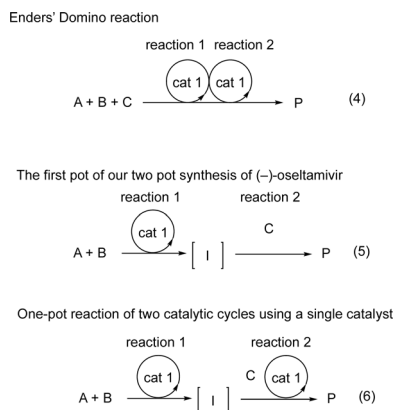 Enders' Domino reaction
reaction 1 reaction 2
cat 1 cat 1
A + B + C P (4)
The first pot of our two pot synthesis of (–)-oseltamivir
reaction 1 reaction 2
cat 1 C
A + B [ I ] P (5)
One-pot reaction of two catalytic cycles using a single catalyst
reaction 1 reaction 2
cat 1 C cat 1
A + B [ I ] P (6)